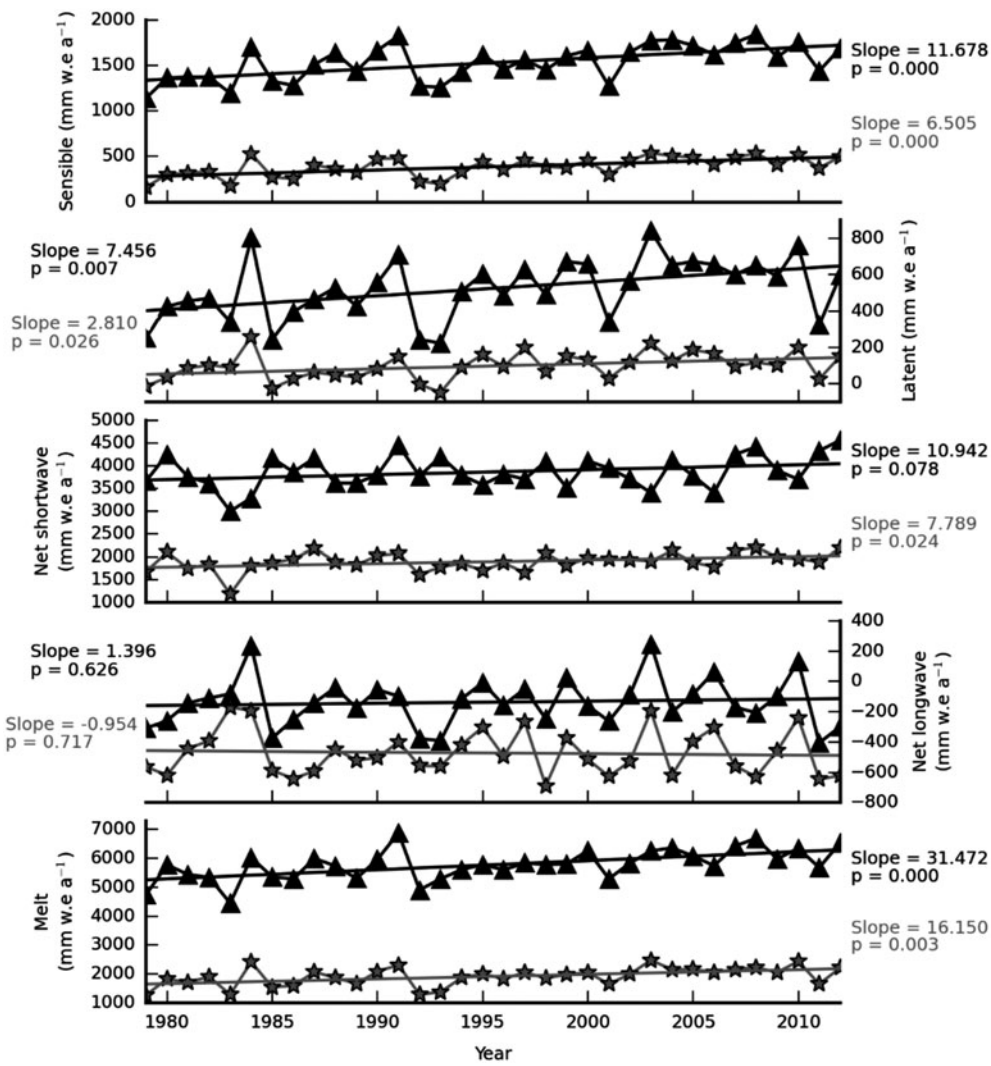 Sensible (mm w.e a⁻¹)
2000
1500
1000
500
0
Slope = 11.678
p = 0.000
Slope = 6.505
p = 0.000
Slope = 7.456
p = 0.007
Slope = 2.810
p = 0.026
800
600
400
200
0
Latent (mm w.e a⁻¹)
Net shortwave
(mm w.e a⁻¹)
5000
4500
4000
3500
3000
2500
2000
1500
1000
Slope = 10.942
p = 0.078
Slope = 7.789
p = 0.024
Slope = 1.396
p = 0.626
Slope = -0.954
p = 0.717
400
200
0
−200
−400
−600
−800
Net longwave
(mm w.e a⁻¹)
Melt
(mm w.e a⁻¹)
7000
6000
5000
4000
3000
2000
1000
Slope = 31.472
p = 0.000
Slope = 16.150
p = 0.003
1980 1985 1990 1995 2000 2005 2010
Year